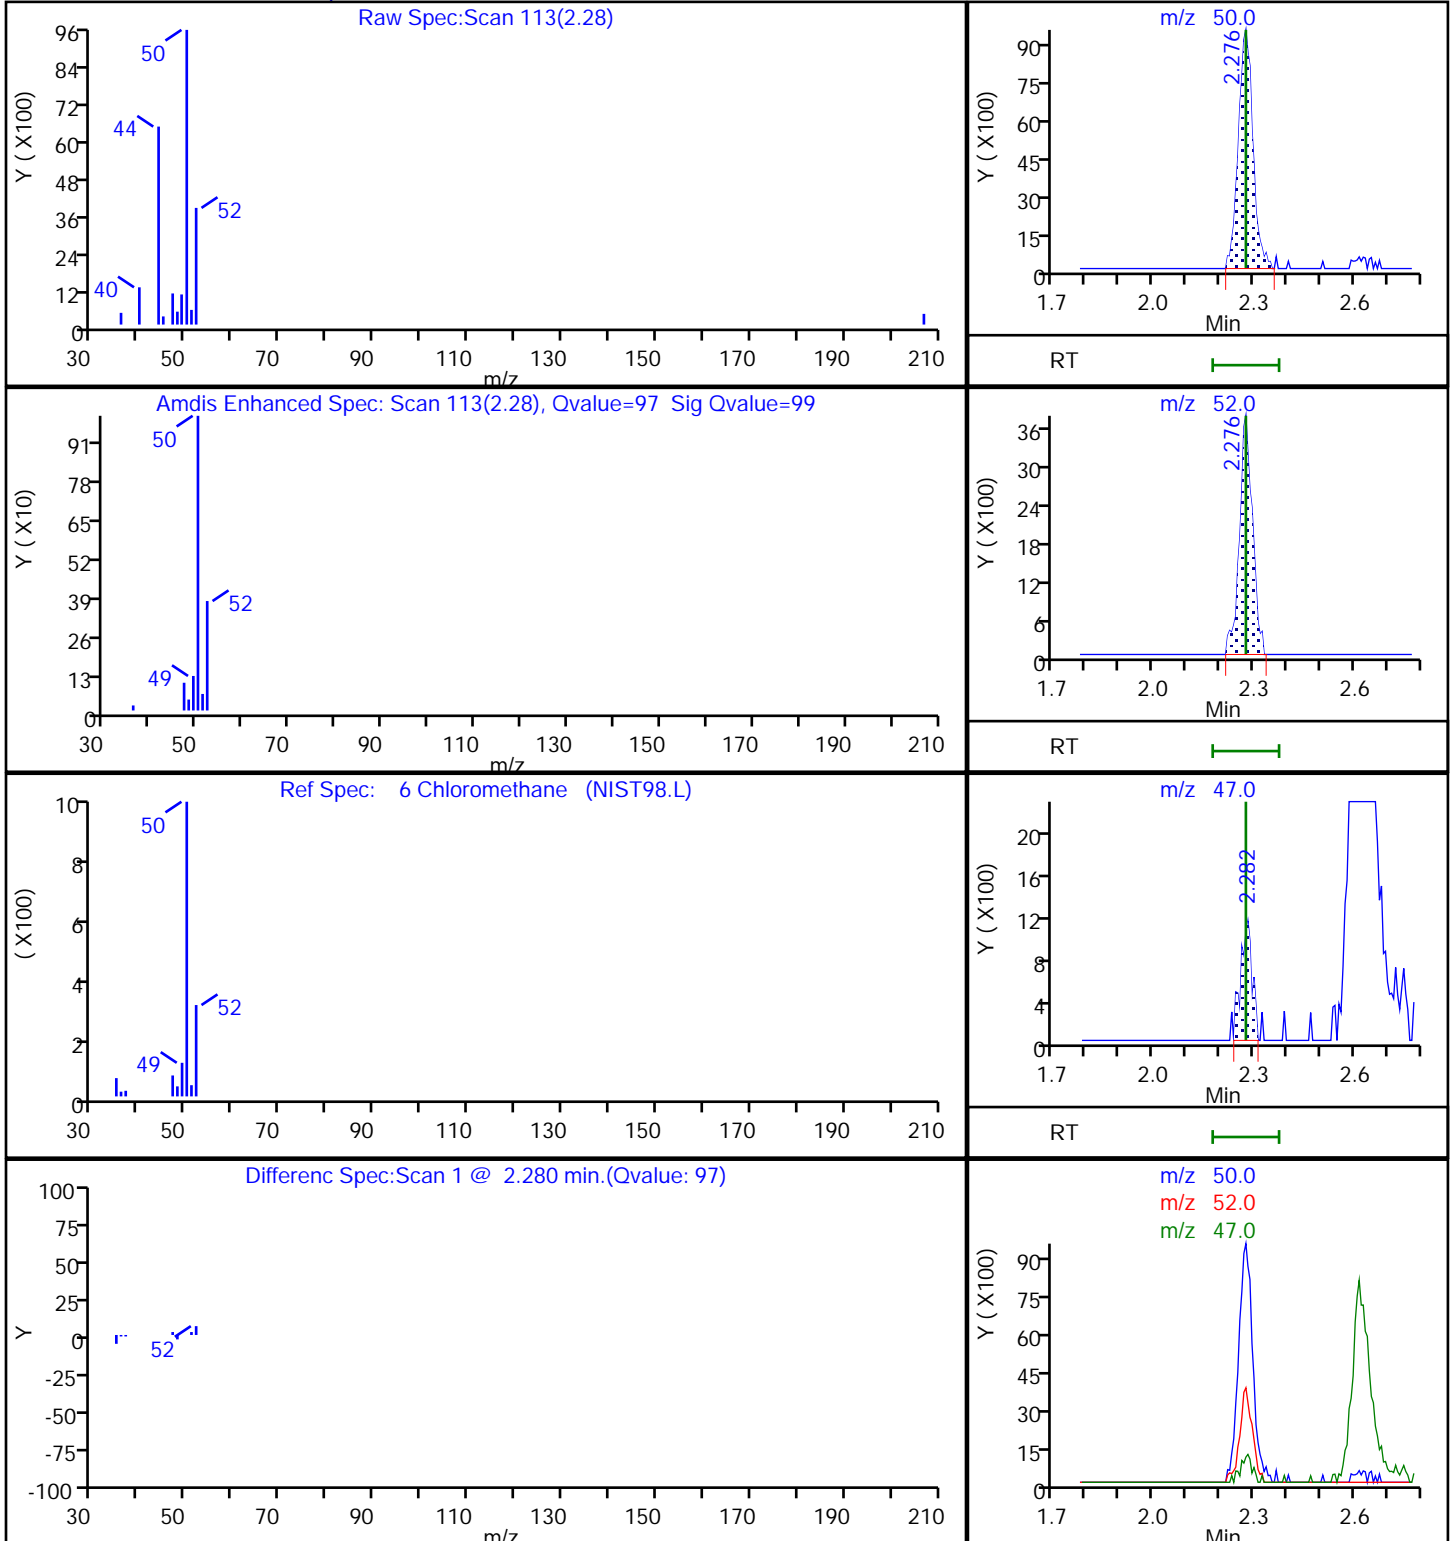 Raw Spec:Scan 113(2.28)
Y ( X100)
96
84
72
60
48
36
24
12
0
50
44
52
40
30 50 70 90 110 130 150 170 190 210
m/z
m/z 50.0
Y ( X100)
90
75
60
45
30
15
0
2.276
1.7 2.0 2.3 2.6
Min
RT
Amdis Enhanced Spec: Scan 113(2.28), Qvalue=97 Sig Qvalue=99
Y ( X10)
91
78
65
52
39
26
13
0
50
52
49
30 50 70 90 110 130 150 170 190 210
m/z
m/z 52.0
Y ( X100)
36
30
24
18
12
6
0
2.276
1.7 2.0 2.3 2.6
Min
RT
Ref Spec: 6 Chloromethane (NIST98.L)
( X100)
10
8
6
4
2
0
50
52
49
30 50 70 90 110 130 150 170 190 210
m/z 47.0
Y ( X100)
20
16
12
8
4
0
2.282
1.7 2.0 2.3 2.6
Min
RT
Differenc Spec:Scan 1 @ 2.280 min.(Qvalue: 97)
Y
100
75
50
25
0
-25
-50
-75
-100
52
30 50 70 90 110 130 150 170 190 210
m/z
m/z 50.0
m/z 52.0
m/z 47.0
Y ( X100)
90
75
60
45
30
15
0
1.7 2.0 2.3 2.6
Min